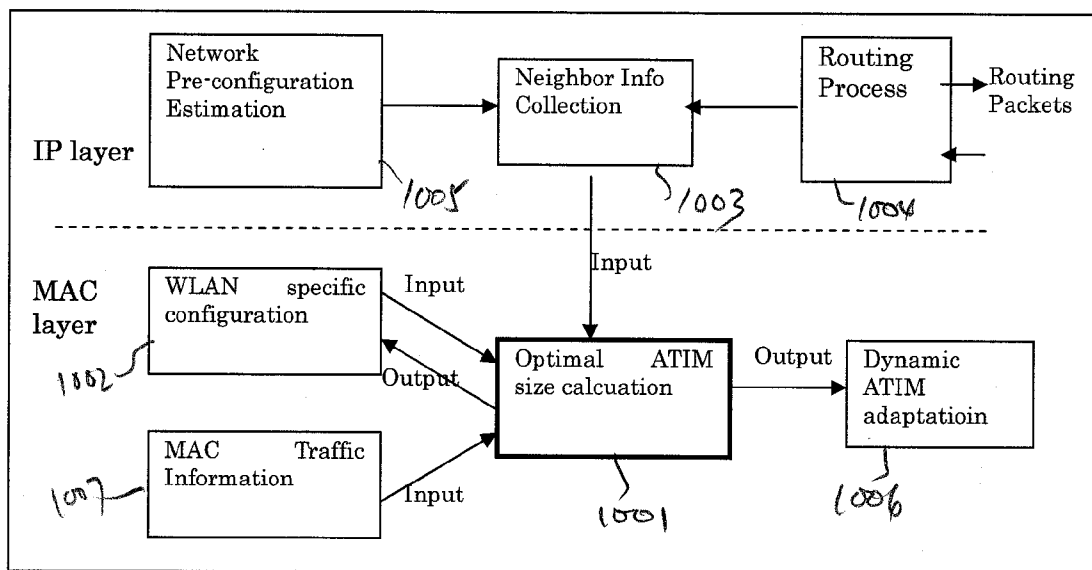 Network
Pre-configuration
Estimation
Neighbor Info
Collection
Routing
Process
Routing
Packets
IP layer
1005
1003
1004
Input
MAC
layer
WLAN specific
configuration
Input
1002
Output
Optimal ATIM
size calcuation
Output
Dynamic
ATIM
adaptatioin
MAC Traffic
Information
1007
Input
1001
1006